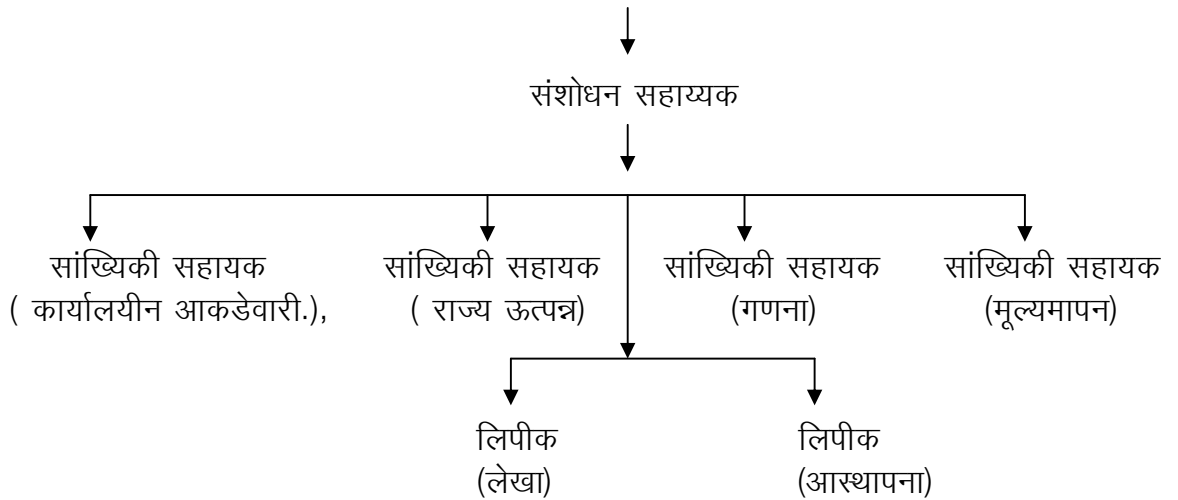 संशोधन सहाय्यक
सांख्यिकी सहायक सांख्यिकी सहायक सांख्यिकी सहायक सांख्यिकी सहायक
( कार्यालयीन आकडेवारी.), ( राज्य ऊत्पन्न) (गणना) (मूल्यमापन)
लिपीक लिपीक
(लेखा) (आस्थापना)